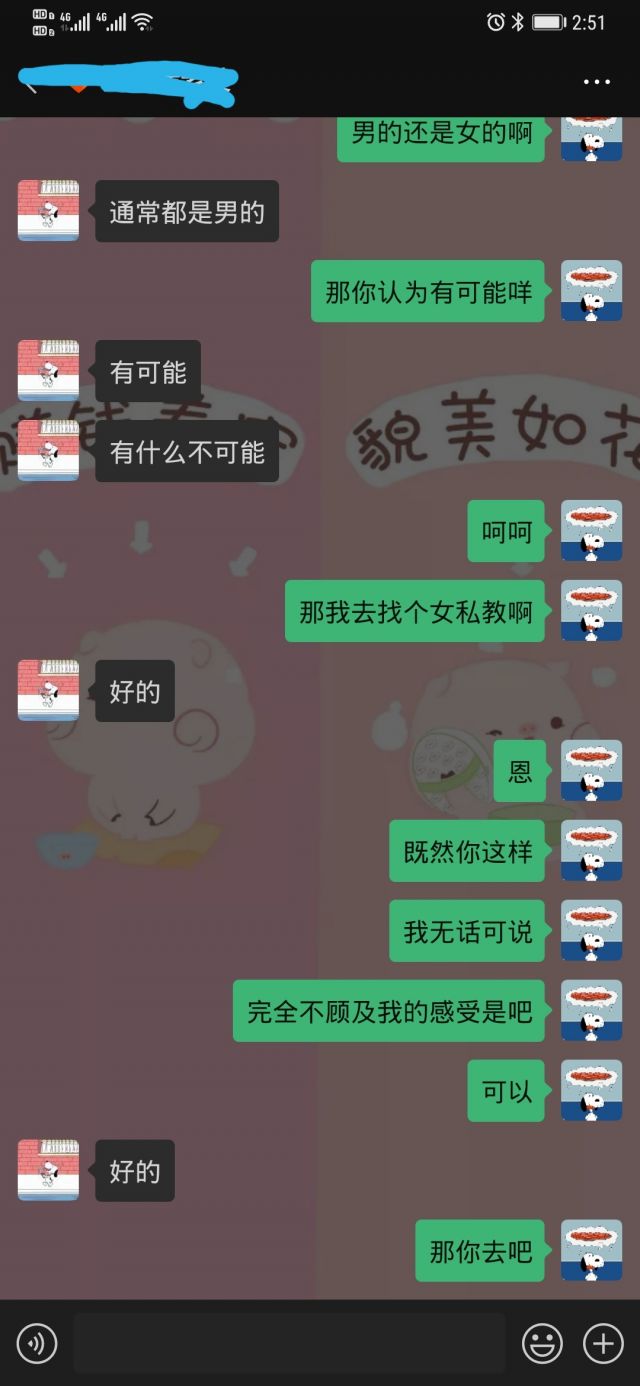 HD 1 4G 4G
HD 2
2:51
男的还是女的啊
通常都是男的
那你认为有可能咩
有可能
貌美如花
有什么不可能
呵呵
那我去找个女私教啊
好的
恩
既然你这样
我无话可说
完全不顾及我的感受是吧
可以
好的
那你去吧